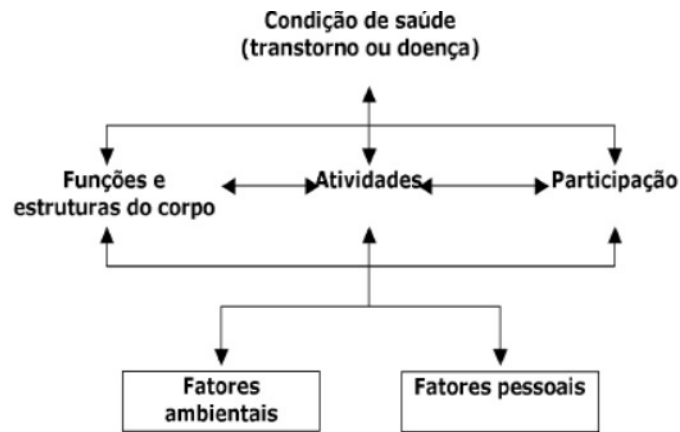 Condição de saúde
(transtorno ou doença)
Funções e
estruturas do corpo
Atividades
Participação
Fatores
ambientais
Fatores pessoais